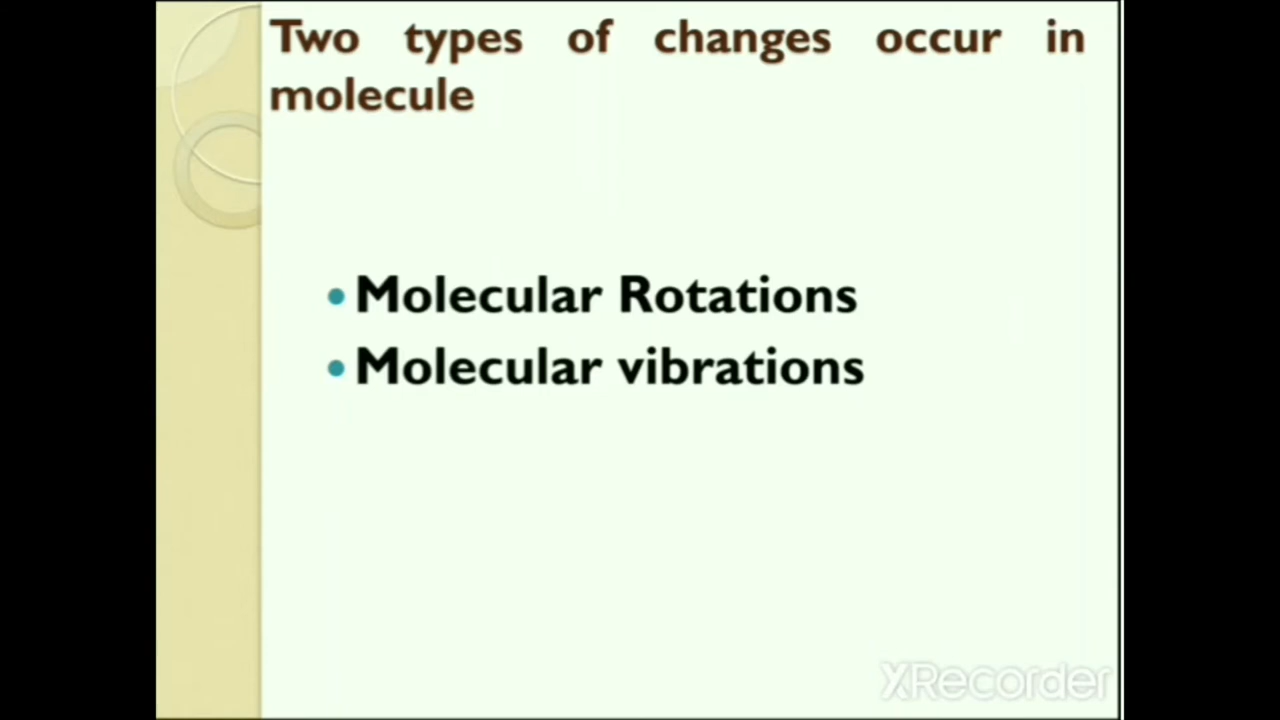 Two types of changes occur in
molecule
• Molecular Rotations
• Molecular vibrations
XRecorder